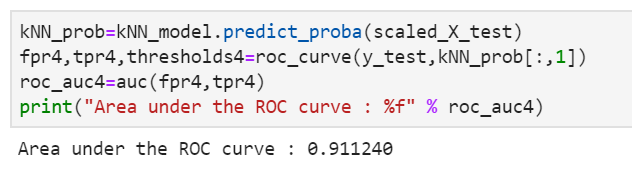 kNN_prob=kNN_model.predict_proba(scaled_X_test)
fpr4,tpr4,thresholds4=roc_curve(y_test,kNN_prob[:,1])
roc_auc4=auc(fpr4,tpr4)
print("Area under the ROC curve : %f" % roc_auc4)
Area under the ROC curve : 0.911240